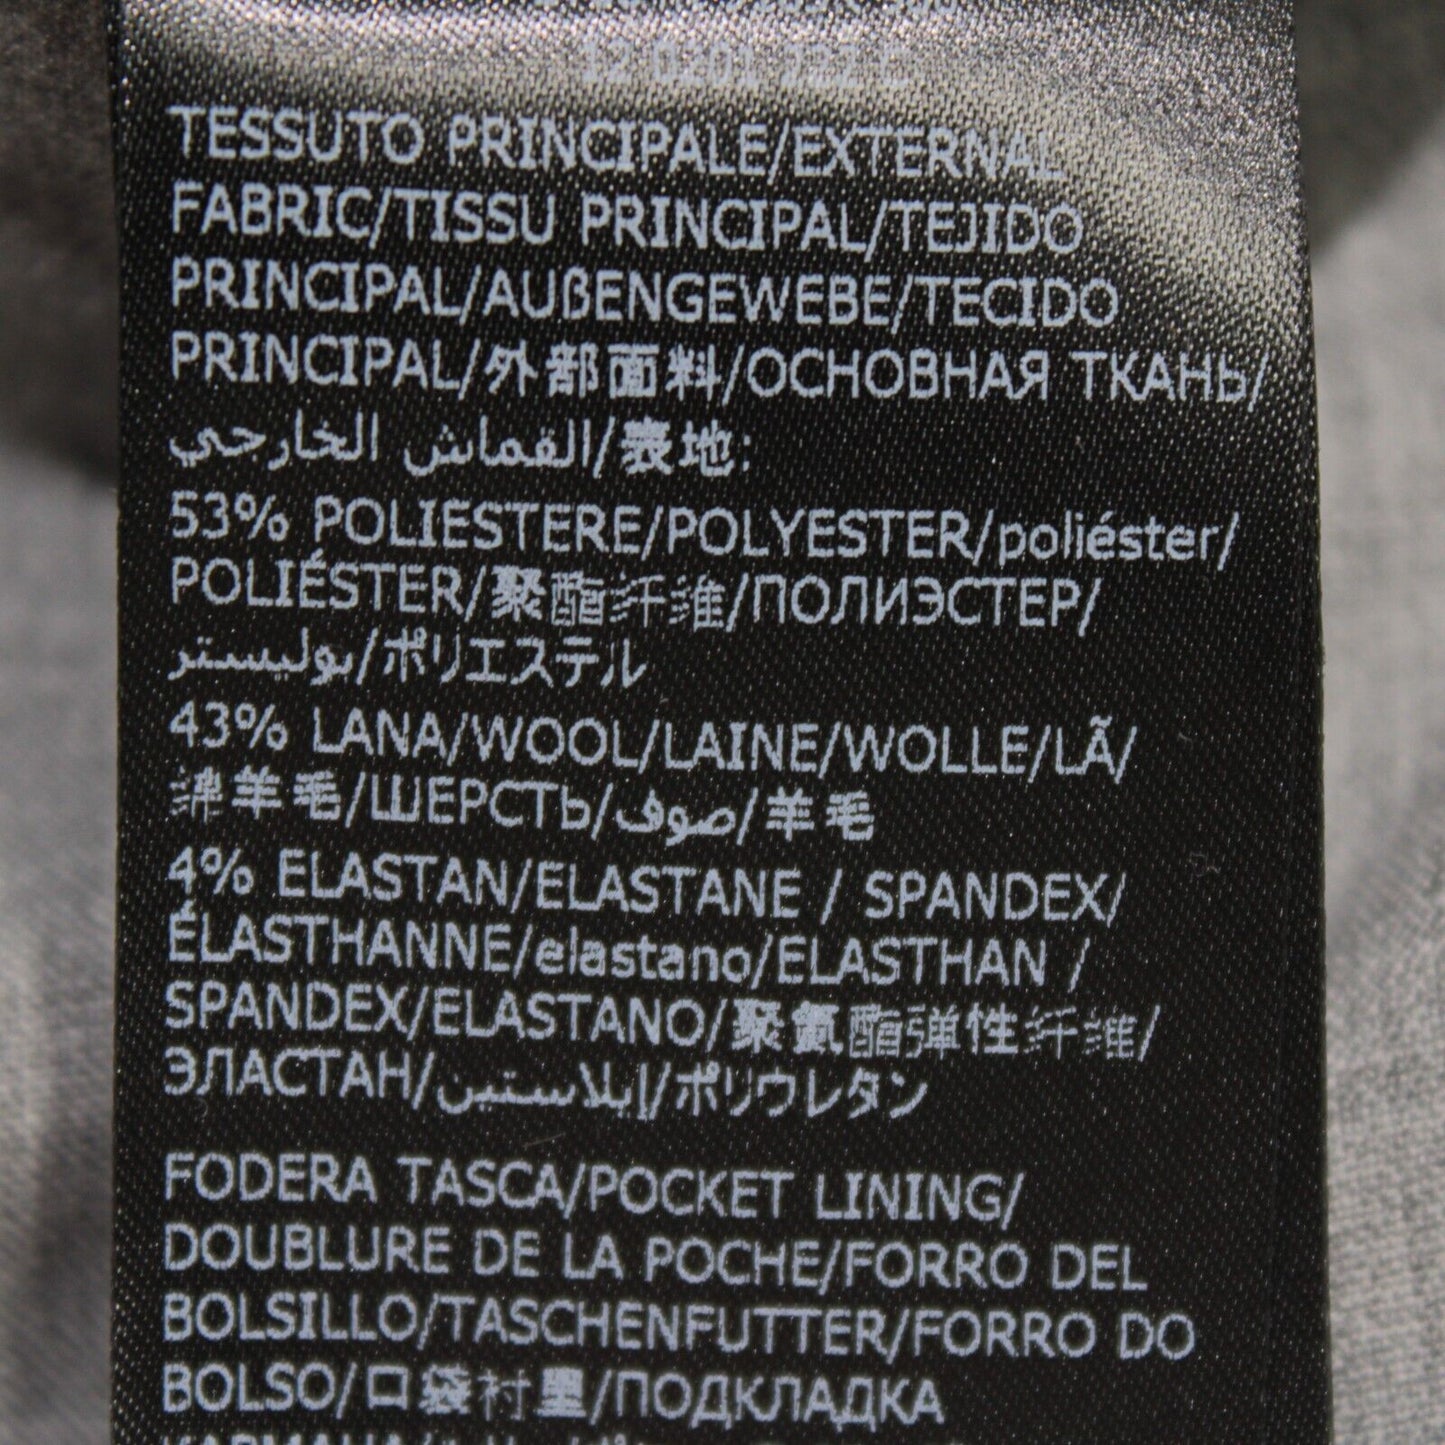 TESSUTO PRINCIPALE/EXTERNAL
FABRIC/TISSU PRINCIPAL/TEJIDO
PRINCIPAL/AUßENGEWEBE/TECIDO
PRINCIPAL/外部面料/ОСНОВНАЯ ТКАНЬ/
القماش الخارجي/表地:
53% POLIESTERE/POLYESTER/poliéster/
POLIÉSTER/聚酯纤维/ПОЛИЭСТЕР/
بوليستر/ポリエステル
43% LANA/WOOL/LAINE/WOLLE/LÃ/
绵羊毛/ШЕРСТЬ/صوف/羊毛
4% ELASTAN/ELASTANE / SPANDEX/
ÉLASTHANNE/elastano/ELASTHAN /
SPANDEX/ELASTANO/聚氨酯弹性纤维/
ЭЛАСТАН/إيلاستين/ポリウレタン
FODERA TASCA/POCKET LINING/
DOUBLURE DE LA POCHE/FORRO DEL
BOLSILLO/TASCHENFUTTER/FORRO DO
BOLSO/口袋衬里/ПОДКЛАДКА